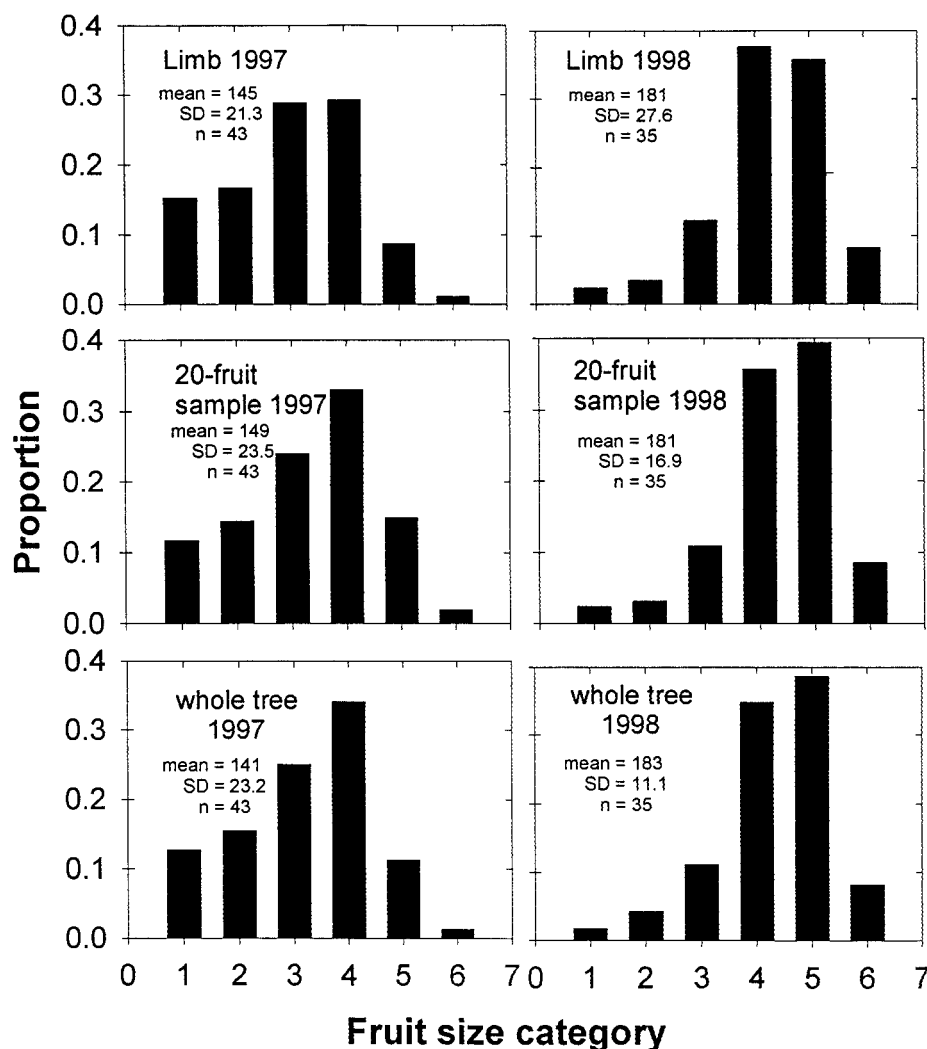 0.4
0.3
0.2
0.1
0.0
Limb 1997
mean = 145
SD = 21.3
n = 43
Limb 1998
mean = 181
SD= 27.6
n = 35
0.4
0.3
0.2
0.1
0.0
20-fruit
sample 1997
mean = 149
SD = 23.5
n = 43
20-fruit
sample 1998
mean = 181
SD = 16.9
n = 35
Proportion
0.4
0.3
0.2
0.1
0.0
whole tree
1997
mean = 141
SD = 23.2
n = 43
whole tree
1998
mean = 183
SD = 11.1
n = 35
0 1 2 3 4 5 6 7
0 1 2 3 4 5 6 7
Fruit size category